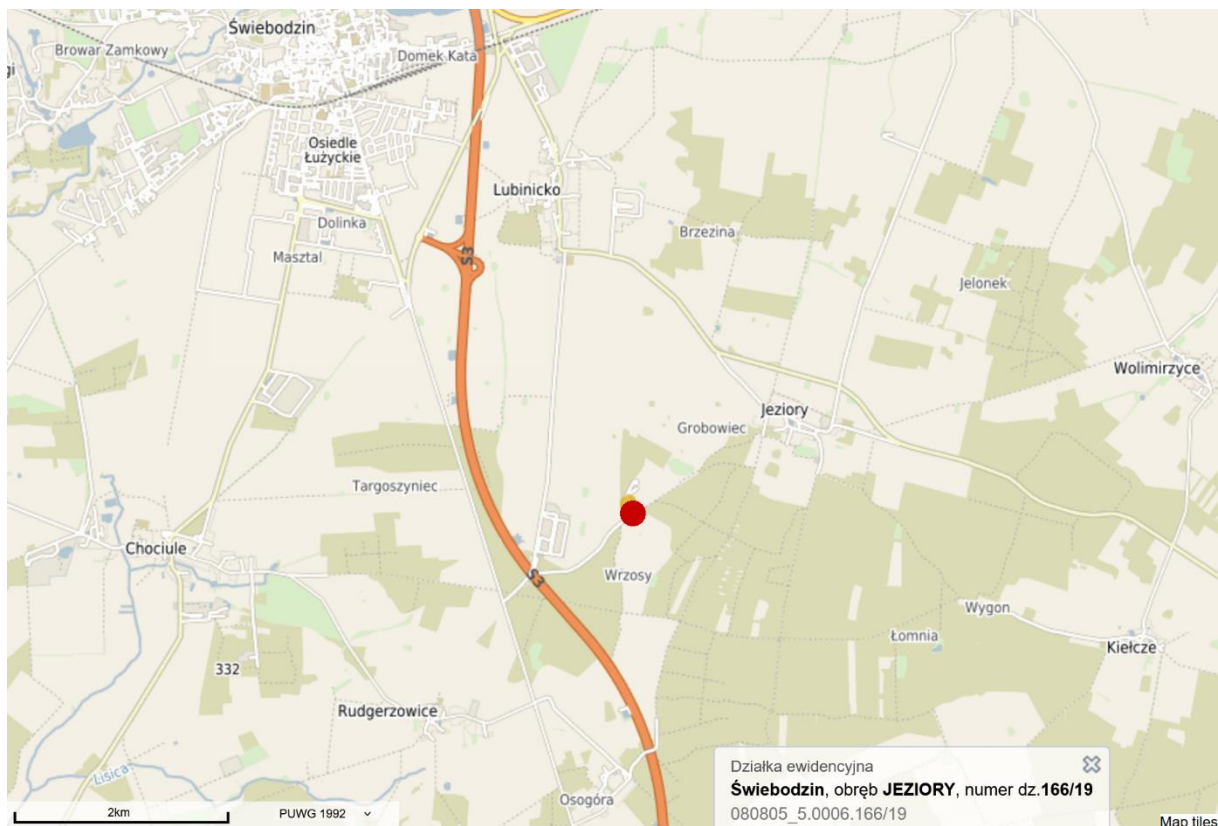 Świebodzin
Browar Zamkowy
Domek Kata
gi
Osiedle
Łużyckie
Lubinicko
Dolinka
Brzezina
Masztal
S3
Jelonek
Wolimirzyce
Jeziory
Grobowiec
Targoszyniec
Chociule
S3
Wrzosy
Wygon
Łomnia
Kiełcze
332
Rudgerzowice
Lisica
Osogóra
2km
PUWG 1992
Działka ewidencyjna
Świebodzin, obręb JEZIORY, numer dz.166/19
080805_5.0006.166/19
Map tiles